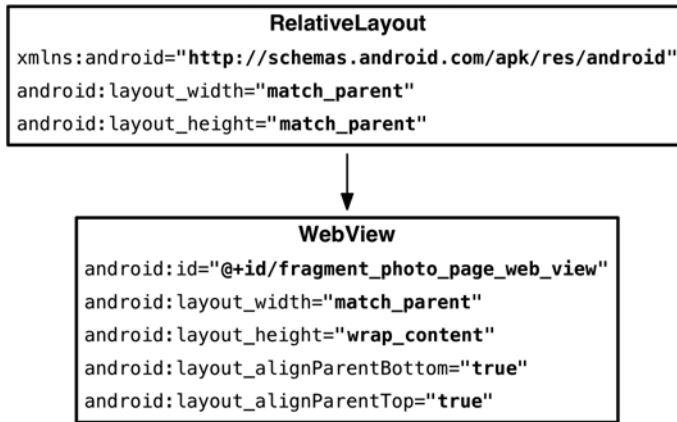 RelativeLayout
xmlns:android="http://schemas.android.com/apk/res/android"
android:layout_width="match_parent"
android:layout_height="match_parent"
WebView
android:id="@+id/fragment_photo_page_web_view"
android:layout_width="match_parent"
android:layout_height="wrap_content"
android:layout_alignParentBottom="true"
android:layout_alignParentTop="true"